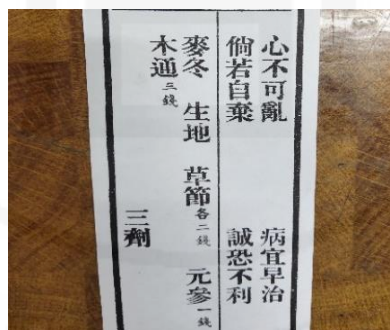 心不可亂　病宜早治
倘若自棄　誠恐不利
麥冬　生地　草節各二錢　元參一錢
木通三錢　三劑